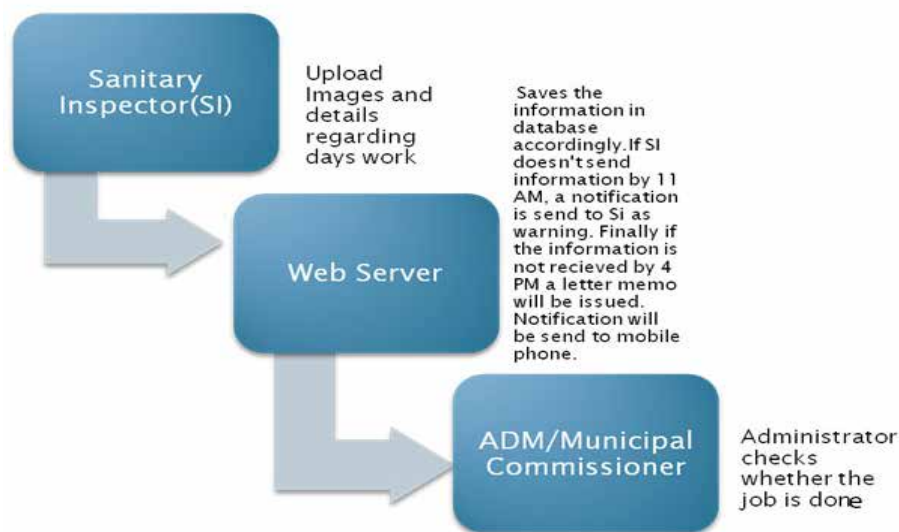 Sanitary
Inspector(SI)
Upload
Images and
details
regarding
days work
Web Server
Saves the
information in
database
accordingly.If SI
doesn't send
information by 11
AM, a notification
is send to Si as
warning. Finally if
the information is
not recieved by 4
PM a letter memo
will be issued.
Notification will
be send to mobile
phone.
ADM/Municipal
Commissioner
Administrator
checks
whether the
job is done